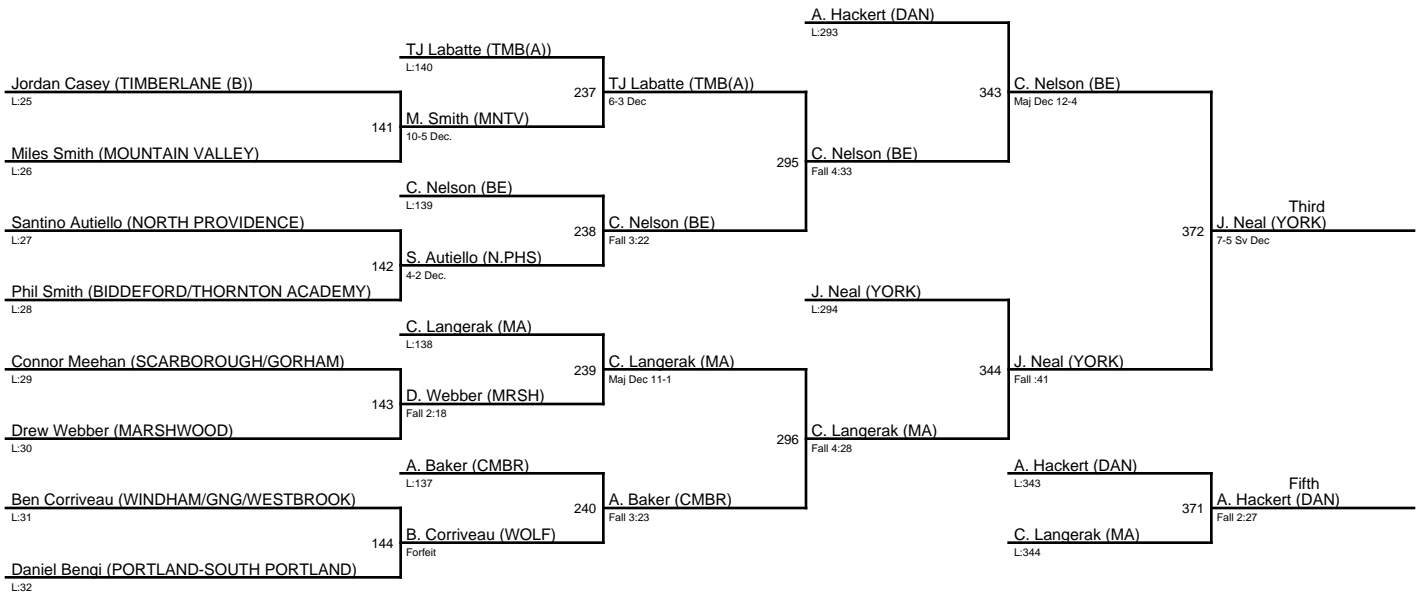 A. Hackert (DAN)
L:293
TJ Labatte (TMB(A))
L:140
Jordan Casey (TIMBERLANE (B))
L:25
237
TJ Labatte (TMB(A))
6-3 Dec
343
C. Nelson (BE)
Maj Dec 12-4
141
M. Smith (MNTV)
10-5 Dec.
Miles Smith (MOUNTAIN VALLEY)
L:26
295
C. Nelson (BE)
Fall 4:33
C. Nelson (BE)
L:139
Santino Autiello (NORTH PROVIDENCE)
L:27
238
C. Nelson (BE)
Fall 3:22
372
Third
J. Neal (YORK)
7-5 Sv Dec
142
S. Autiello (N.PHS)
4-2 Dec.
Phil Smith (BIDDEFORD/THORNTON ACADEMY)
L:28
J. Neal (YORK)
L:294
C. Langerak (MA)
L:138
Connor Meehan (SCARBOROUGH/GORHAM)
L:29
239
C. Langerak (MA)
Maj Dec 11-1
344
J. Neal (YORK)
Fall :41
143
D. Webber (MRSH)
Fall 2:18
Drew Webber (MARSHWOOD)
L:30
296
C. Langerak (MA)
Fall 4:28
A. Baker (CMBR)
L:137
A. Hackert (DAN)
L:343
Ben Corriveau (WINDHAM/GNG/WESTBROOK)
L:31
240
A. Baker (CMBR)
Fall 3:23
371
Fifth
A. Hackert (DAN)
Fall 2:27
144
B. Corriveau (WOLF)
Forfeit
C. Langerak (MA)
L:344
Daniel Bengi (PORTLAND-SOUTH PORTLAND)
L:32